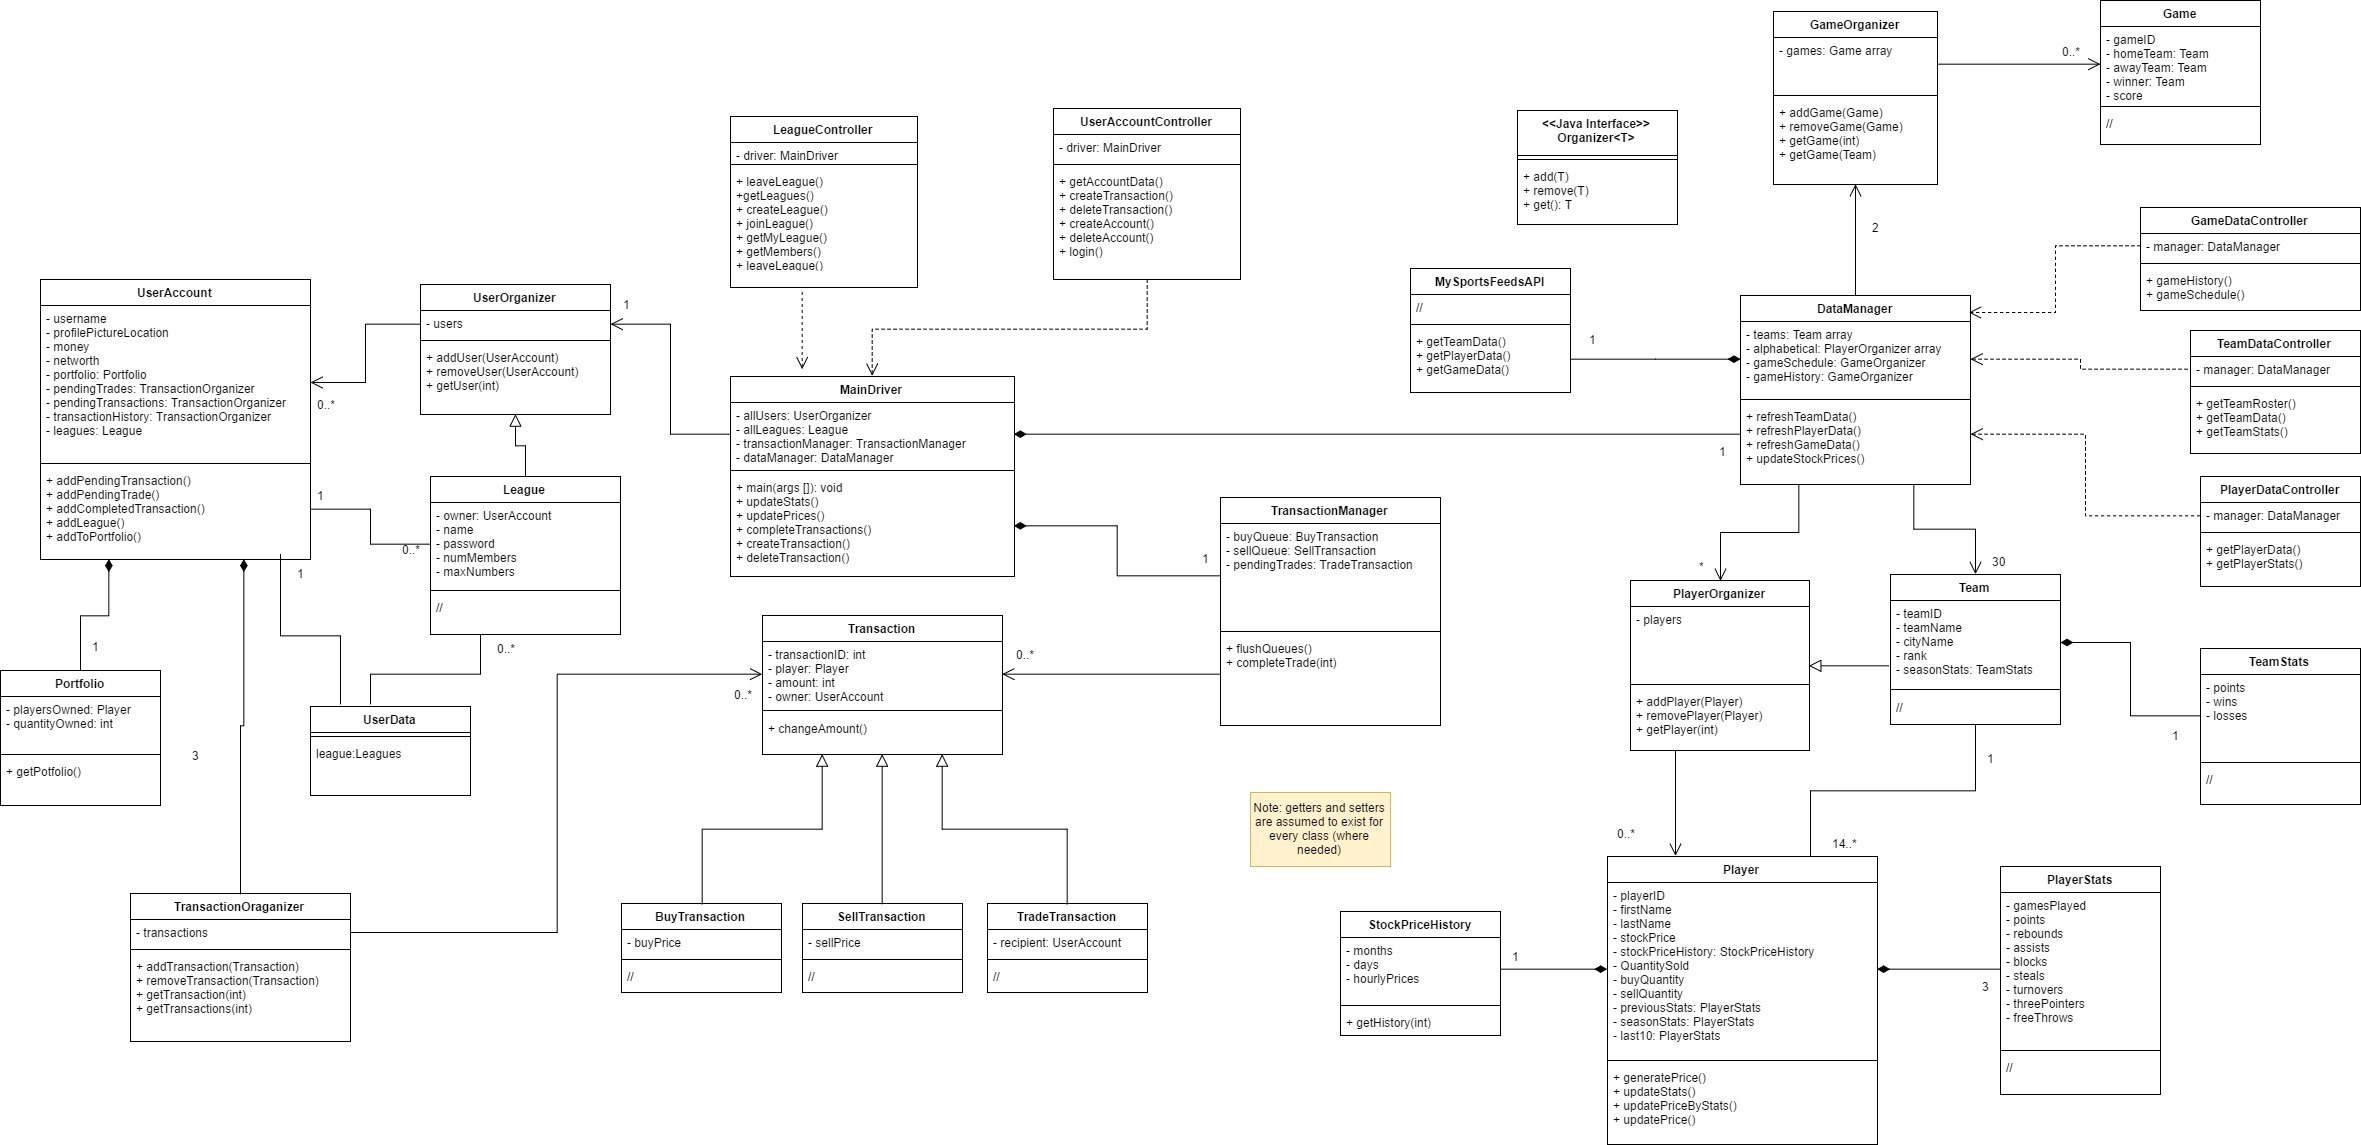 GameOrganizer
- games: Game array
+ addGame(Game)
+ removeGame(Game)
+ getGame(int)
+ getGame(Team)
0..*
Game
- gameID
- homeTeam: Team
- awayTeam: Team
- winner: Team
- score
//
LeagueController
- driver: MainDriver
+ leaveLeague()
+getLeagues()
+ createLeague()
+ joinLeague()
+ getMyLeague()
+ getMembers()
+ leaveLeague()
UserAccountController
- driver: MainDriver
+ getAccountData()
+ createTransaction()
+ deleteTransaction()
+ createAccount()
+ deleteAccount()
+ login()
<<Java Interface>>
Organizer<T>
+ add(T)
+ remove(T)
+ get(): T
2
GameDataController
- manager: DataManager
+ gameHistory()
+ gameSchedule()
UserAccount
- username
- profilePictureLocation
- money
- networth
- portfolio: Portfolio
- pendingTrades: TransactionOrganizer
- pendingTransactions: TransactionOrganizer
- transactionHistory: TransactionOrganizer
- leagues: League
+ addPendingTransaction()
+ addPendingTrade()
+ addCompletedTransaction()
+ addLeague()
+ addToPortfolio()
0..*
UserOrganizer
- users
+ addUser(UserAccount)
+ removeUser(UserAccount)
+ getUser(int)
1
MySportsFeedsAPI
//
+ getTeamData()
+ getPlayerData()
+ getGameData()
1
DataManager
- teams: Team array
- alphabetical: PlayerOrganizer array
- gameSchedule: GameOrganizer
- gameHistory: GameOrganizer
+ refreshTeamData()
+ refreshPlayerData()
+ refreshGameData()
+ updateStockPrices()
1
TeamDataController
- manager: DataManager
+ getTeamRoster()
+ getTeamData()
+ getTeamStats()
MainDriver
- allUsers: UserOrganizer
- allLeagues: League
- transactionManager: TransactionManager
- dataManager: DataManager
+ main(args []): void
+ updateStats()
+ updatePrices()
+ completeTransactions()
+ createTransaction()
+ deleteTransaction()
PlayerDataController
- manager: DataManager
+ getPlayerData()
+ getPlayerStats()
1
0..*
League
- owner: UserAccount
- name
- password
- numMembers
- maxNumbers
//
0..*
1
TransactionManager
- buyQueue: BuyTransaction
- sellQueue: SellTransaction
- pendingTrades: TradeTransaction
+ flushQueues()
+ completeTrade(int)
1
*
30
PlayerOrganizer
- players
+ addPlayer(Player)
+ removePlayer(Player)
+ getPlayer(int)
Team
- teamID
- teamName
- cityName
- rank
- seasonStats: TeamStats
//
1
TeamStats
- points
- wins
- losses
//
1
1
Portfolio
- playersOwned: Player
- quantityOwned: int
+ getPotfolio()
3
UserData
league:Leagues
Transaction
- transactionID: int
- player: Player
- amount: int
- owner: UserAccount
+ changeAmount()
0..*
0..*
Note: getters and setters
are assumed to exist for
every class (where
needed)
0..*
14..*
TransactionOraganizer
- transactions
+ addTransaction(Transaction)
+ removeTransaction(Transaction)
+ getTransaction(int)
+ getTransactions(int)
BuyTransaction
- buyPrice
//
SellTransaction
- sellPrice
//
TradeTransaction
- recipient: UserAccount
//
StockPriceHistory
- months
- days
- hourlyPrices
+ getHistory(int)
1
Player
- playerID
- firstName
- lastName
- stockPrice
- stockPriceHistory: StockPriceHistory
- QuantitySold
- buyQuantity
- sellQuantity
- previousStats: PlayerStats
- seasonStats: PlayerStats
- last10: PlayerStats
+ generatePrice()
+ updateStats()
+ updatePriceByStats()
+ updatePrice()
3
PlayerStats
- gamesPlayed
- points
- rebounds
- assists
- blocks
- steals
- turnovers
- threePointers
- freeThrows
//